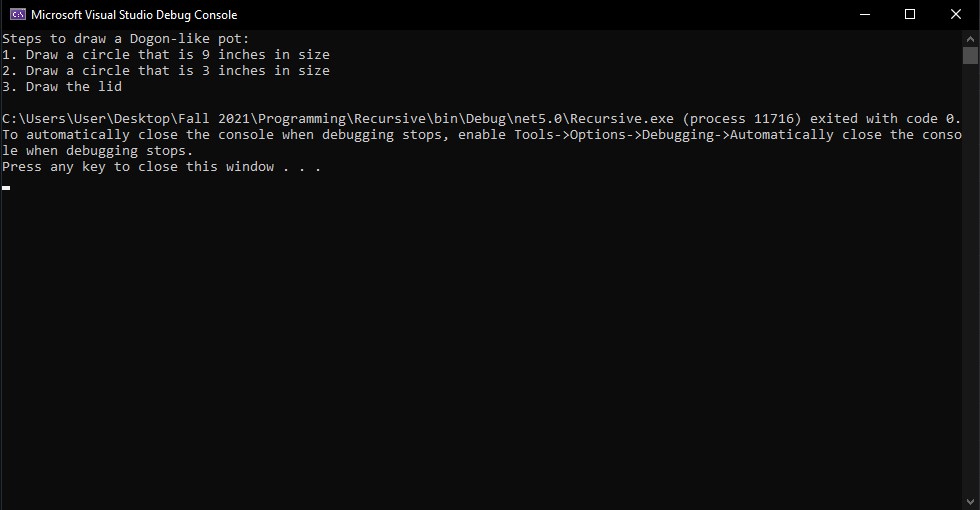 Microsoft Visual Studio Debug Console
Steps to draw a Dogon-like pot:
1. Draw a circle that is 9 inches in size
2. Draw a circle that is 3 inches in size
3. Draw the lid
C:\Users\User\Desktop\Fall 2021\Programming\Recursive\bin\Debug\net5.0\Recursive.exe (process 11716) exited with code 0.
To automatically close the console when debugging stops, enable Tools->Options->Debugging->Automatically close the conso
le when debugging stops.
Press any key to close this window . . .